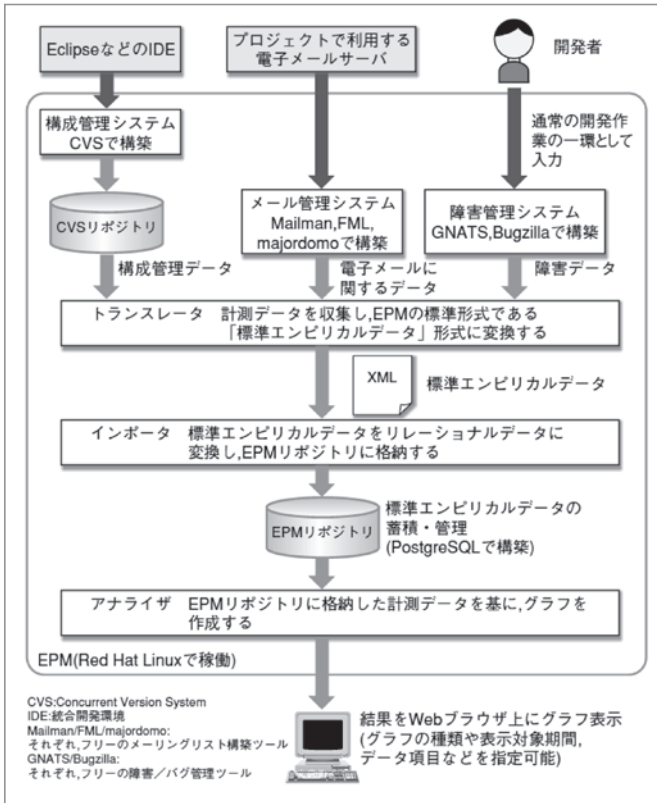 EclipseなどのIDE
プロジェクトで利用する
電子メールサーバ
開発者
構成管理システム
CVSで構築
通常の開発作
業の一環として
入力
CVSリポジトリ
メール管理システム
Mailman,FML,
majordomoで構築
障害管理システム
GNATS,Bugzillaで構築
構成管理データ
電子メールに
関するデータ
障害データ
トランスレータ 計測データを収集し,EPMの標準形式である
「標準エンピリカルデータ」形式に変換する
XML
標準エンピリカルデータ
インポータ 標準エンピリカルデータをリレーショナルデータに
変換し,EPMリポジトリに格納する
EPMリポジトリ
標準エンピリカルデータの
蓄積・管理
(PostgreSQLで構築)
アナライザ EPMリポジトリに格納した計測データを基に,グラフを
作成する
EPM(Red Hat Linuxで稼働)
CVS:Concurrent Version System
IDE:統合開発環境
Mailman/FML/majordomo:
それぞれ,フリーのメーリングリスト構築ツール
GNATS/Bugzilla:
それぞれ,フリーの障害／バグ管理ツール
結果をWebブラウザ上にグラフ表示
(グラフの種類や表示対象期間,
データ項目などを指定可能)